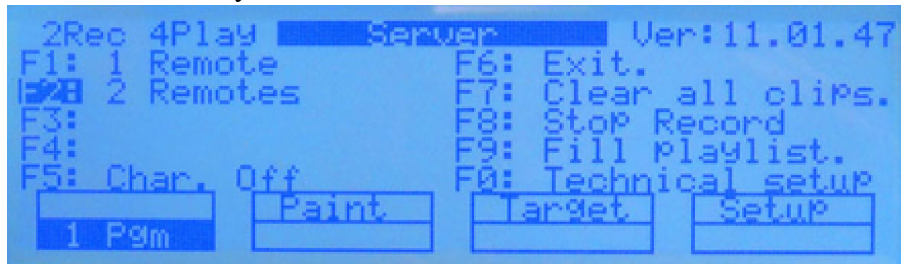 2Rec 4Play Server Ver:11.01.47
F1: 1 Remote F6: Exit.
F2: 2 Remotes F7: Clear all clips.
F3: F8: Stop Record
F4: F9: Fill playlist.
F5: Char. Off F0: Technical setup
Paint Target Setup
1 Pgm